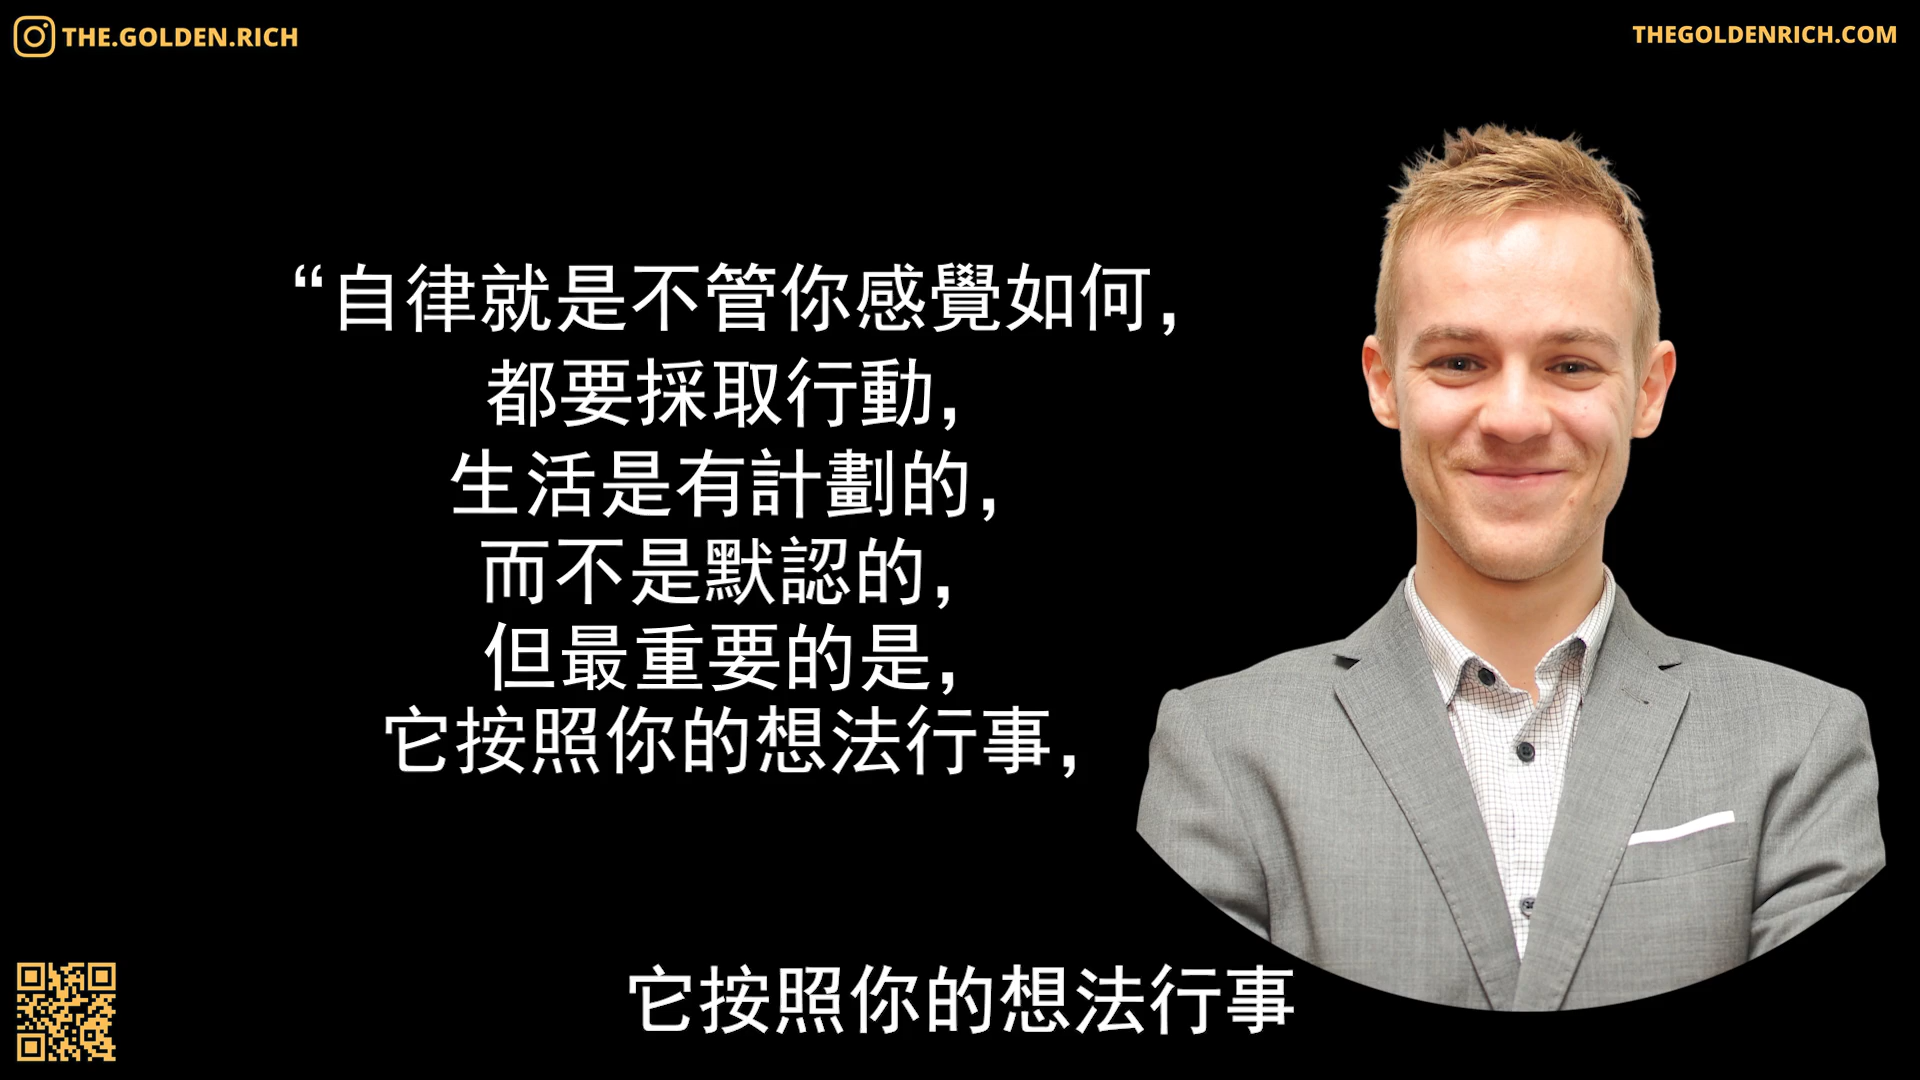 THE.GOLDEN.RICH
THEGOLDENRICH.COM
“自律就是不管你感覺如何，
都要採取行動，
生活是有計劃的，
而不是默認的，
但最重要的是，
它按照你的想法行事，
它按照你的想法行事